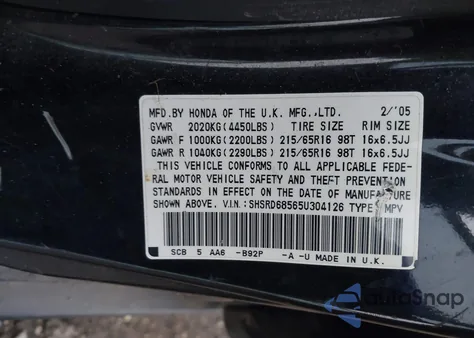 MFD.BY HONDA OF THE U.K. MFG.,LTD. 2/'05
GVWR 2020KG(4450LBS) TIRE SIZE RIM SIZE
GAWR F 1000KG(2200LBS) 215/65R16 98T 16x6.5JJ
GAWR R 1040KG(2290LBS) 215/65R16 98T 16x6.5JJ
THIS VEHICLE CONFORMS TO ALL APPLICABLE FEDE-
RAL MOTOR VEHICLE SAFETY AND THEFT PREVENTION
STANDARDS IN EFFECT ON THE DATE OF MANUFACTURE
SHOWN ABOVE. V.I.N.: SHSRD68565U304126 TYPE: MPV
SCB 5 AA6 -B92P -A -U MADE IN U.K.
AutoSnap